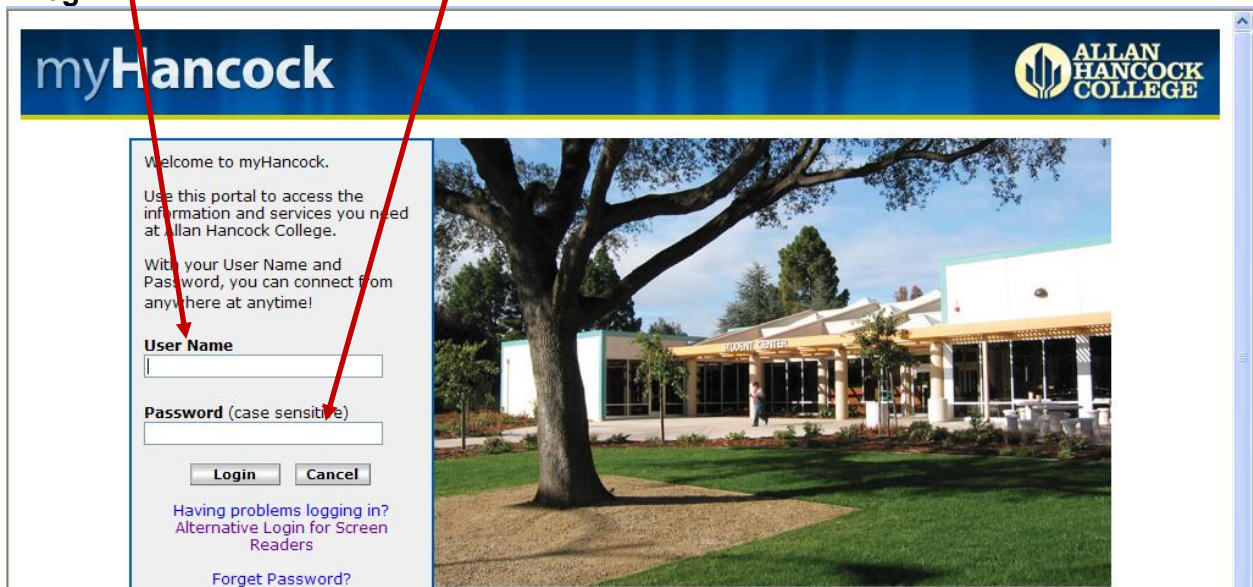 myHancock
ALLAN
HANCOCK
COLLEGE
Welcome to myHancock.
Use this portal to access the
information and services you need
at Allan Hancock College.
With your User Name and
Password, you can connect from
anywhere at anytime!
User Name
Password (case sensitive)
Login Cancel
Having problems logging in?
Alternative Login for Screen
Readers
Forget Password?
STUDENT CENTER